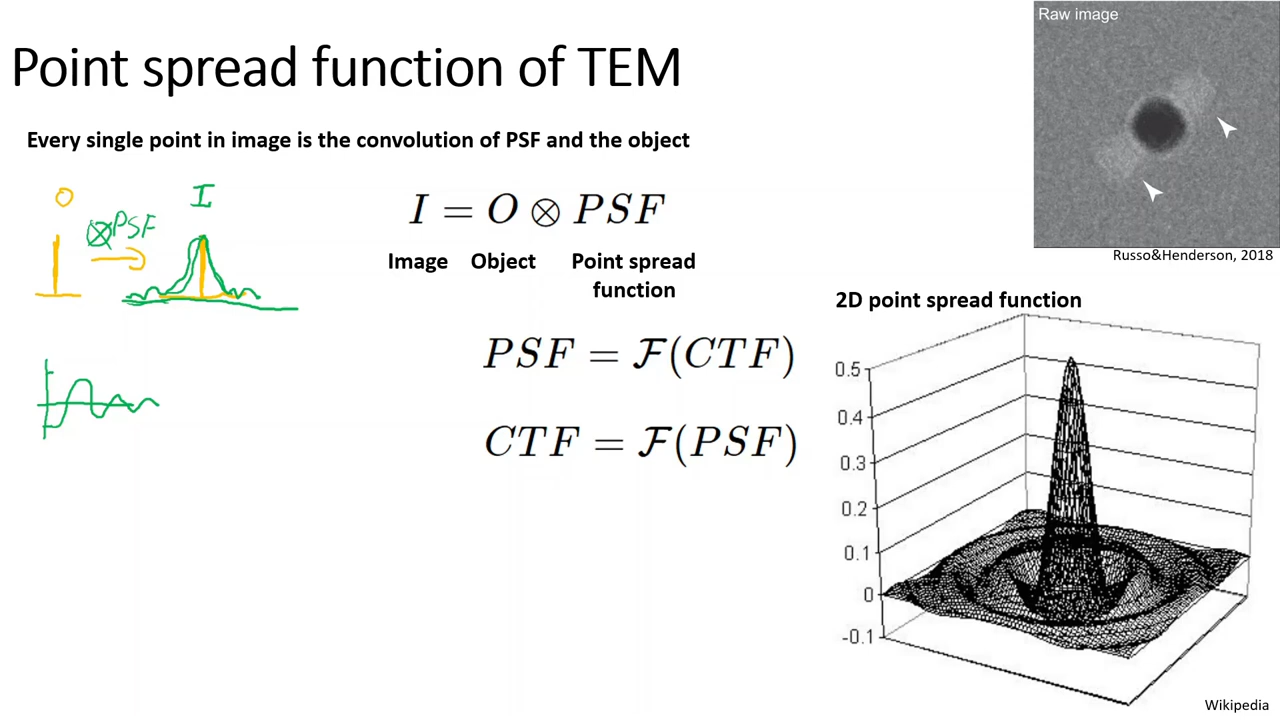 Raw image
Point spread function of TEM
Every single point in image is the convolution of PSF and the object
O
I
⊗PSF
I = O ⊗ PSF
Image Object Point spread
function
Russo&Henderson, 2018
2D point spread function
PSF = ℱ(CTF)
CTF = ℱ(PSF)
0.5
0.4
0.3
0.2
0.1
0
-0.1
Wikipedia